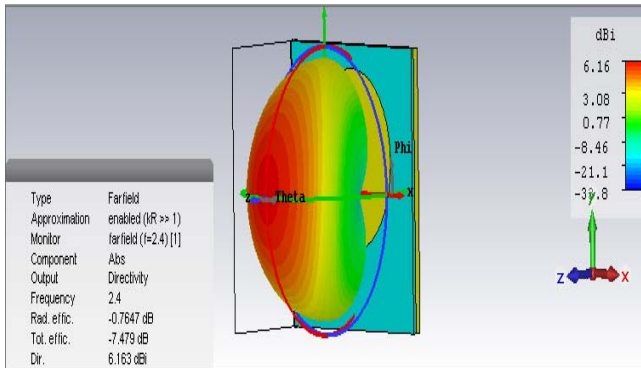 dBi
6.16
3.08
0.77
-8.46
-21.1
Phi
z
Theta
x
y
z
x
Type Farfield
Approximation enabled (kR >> 1)
Monitor farfield (f=2.4) [1]
Component Abs
Output Directivity
Frequency 2.4
Rad. effic. -0.7647 dB
Tot. effic. -7.479 dB
Dir. 6.163 dBi